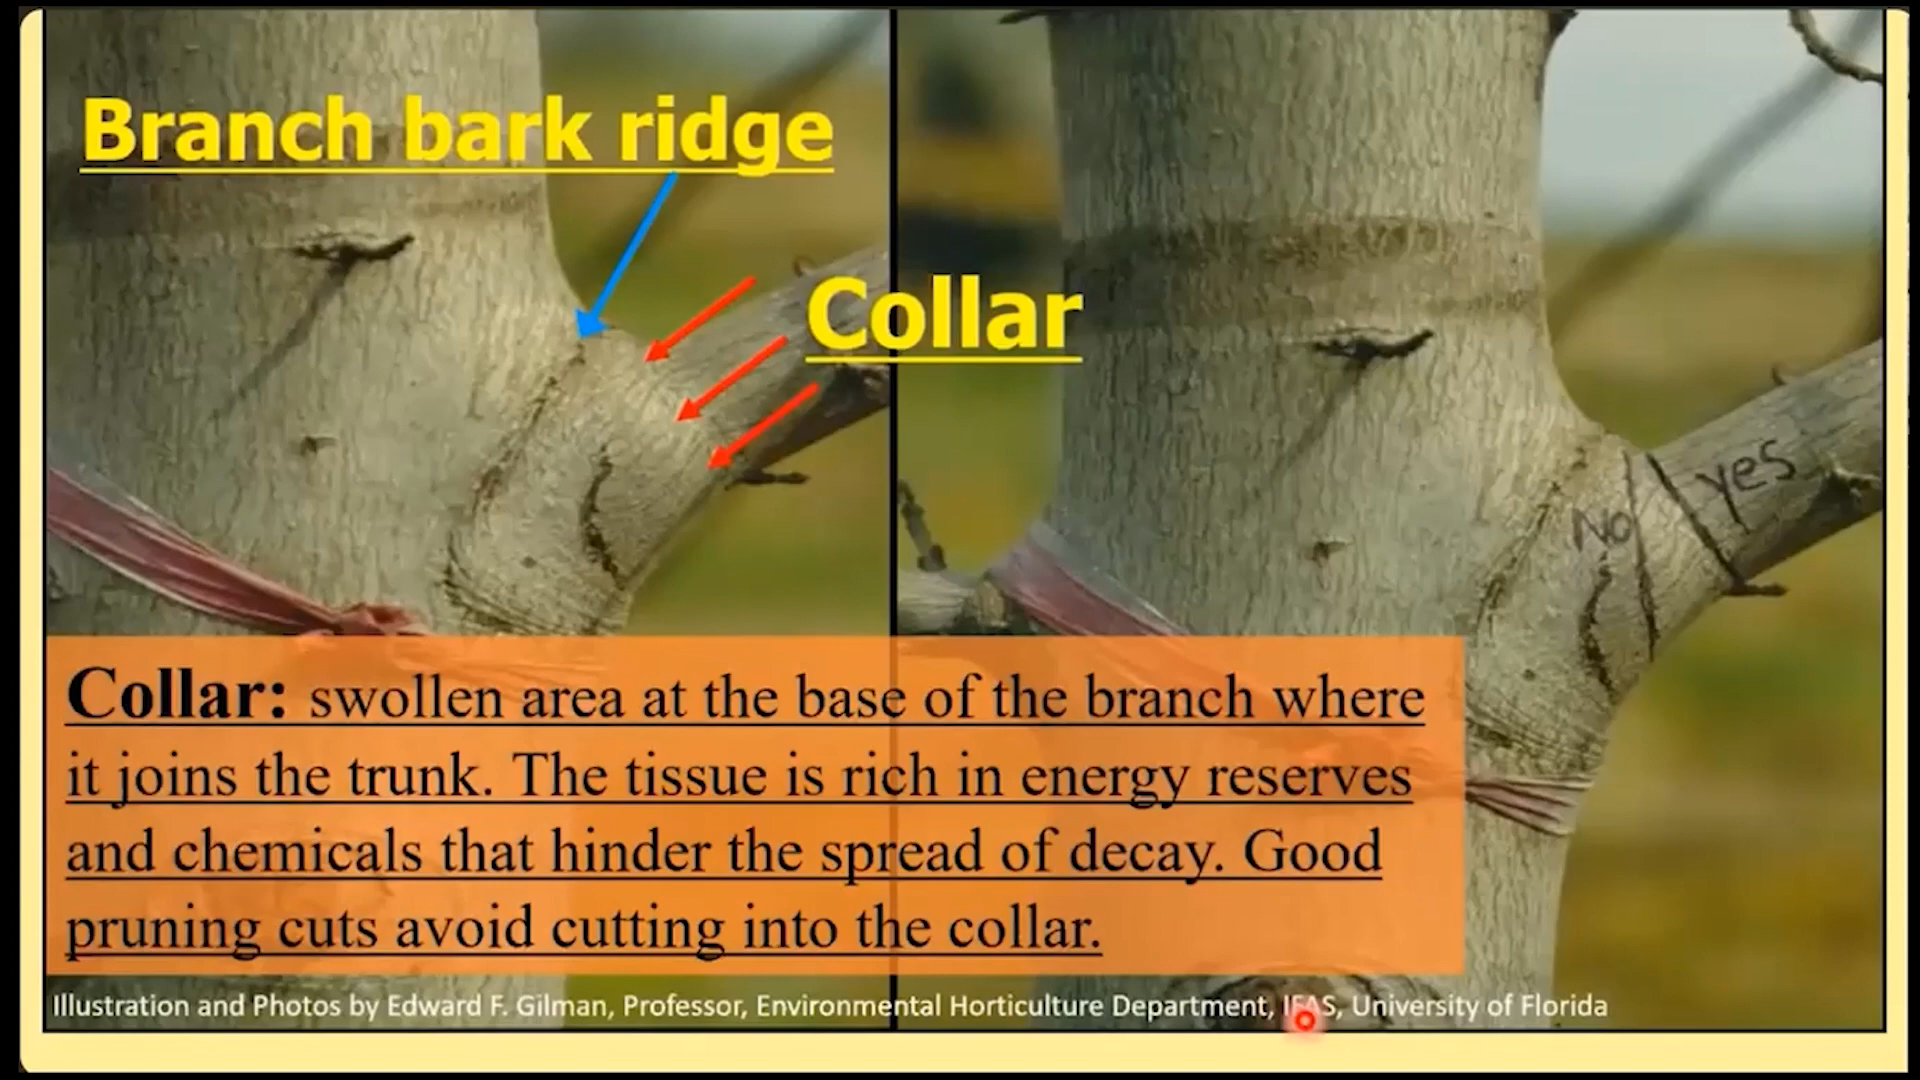 Branch bark ridge
Collar
No
yes
Collar: swollen area at the base of the branch where
it joins the trunk. The tissue is rich in energy reserves
and chemicals that hinder the spread of decay. Good
pruning cuts avoid cutting into the collar.
Illustration and Photos by Edward F. Gilman, Professor, Environmental Horticulture Department, IFAS, University of Florida